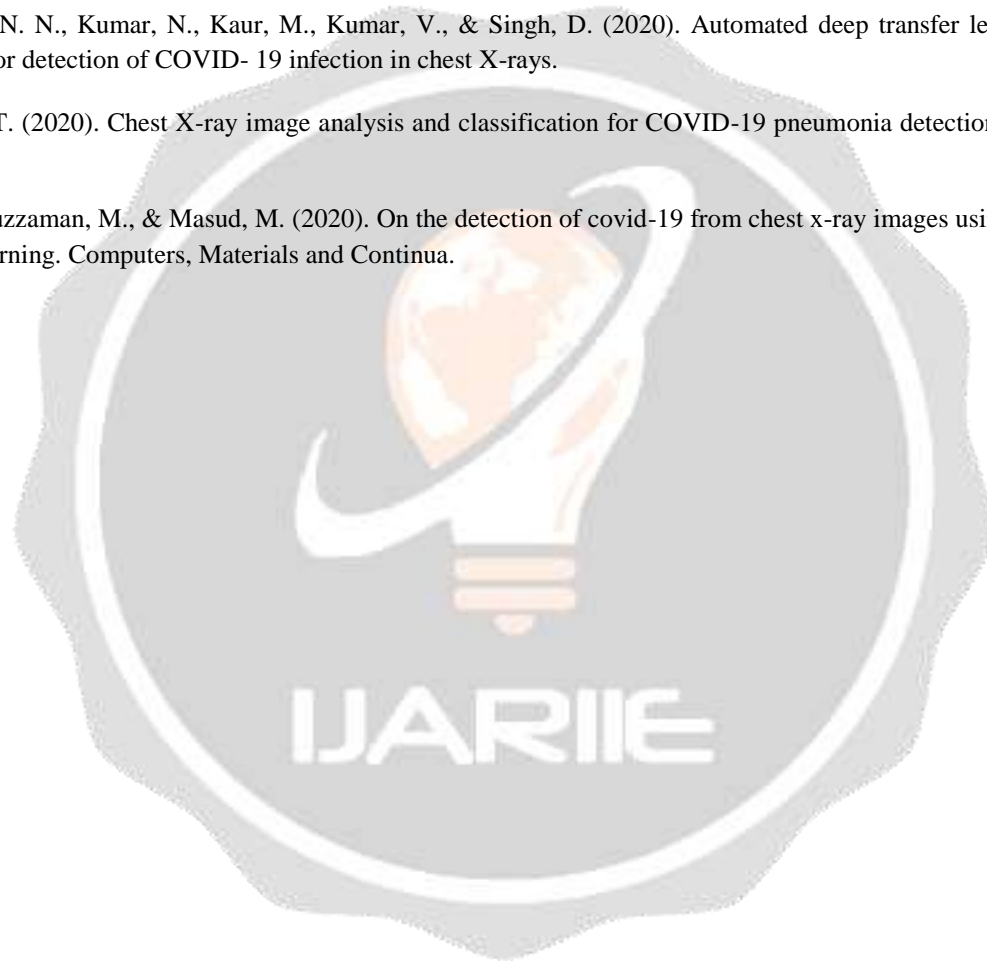 N. N., Kumar, N., Kaur, M., Kumar, V., & Singh, D. (2020). Automated deep transfer le
or detection of COVID- 19 infection in chest X-rays.
T. (2020). Chest X-ray image analysis and classification for COVID-19 pneumonia detection
uzzaman, M., & Masud, M. (2020). On the detection of covid-19 from chest x-ray images usin
rning. Computers, Materials and Continua.
IJARIIE